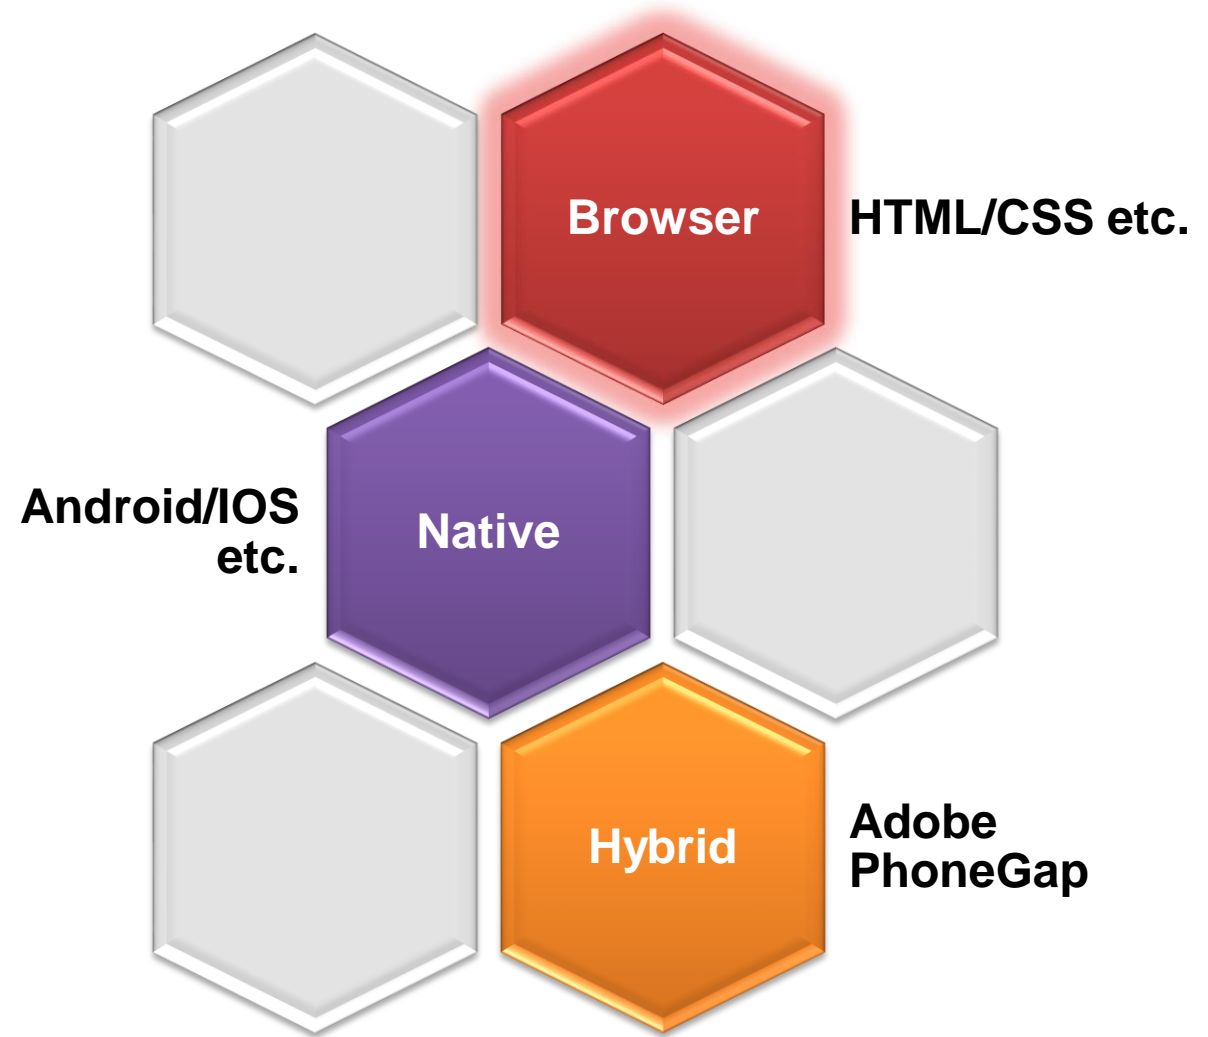 Browser
HTML/CSS etc.
Android/IOS
etc.
Native
Hybrid
Adobe
PhoneGap